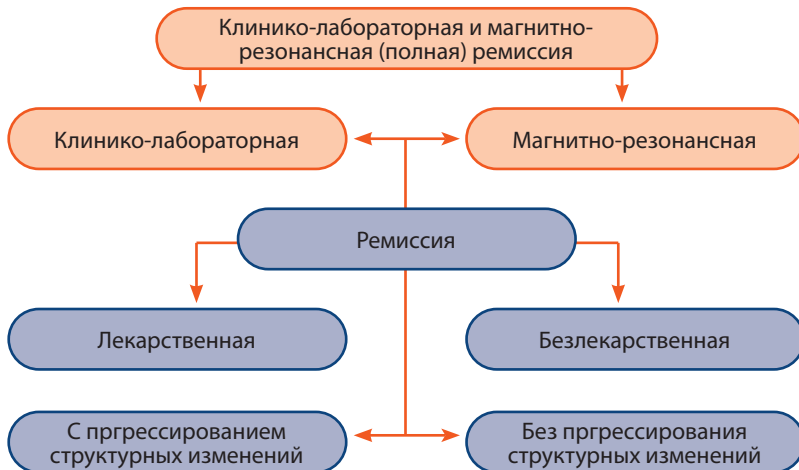 Клинико-лабораторная и магнитно-
резонансная (полная) ремиссия
Клинико-лабораторная
Магнитно-резонансная
Ремиссия
Лекарственная
Безлекарственная
С пргрессированием
структурных изменений
Без пргрессирования
структурных изменений